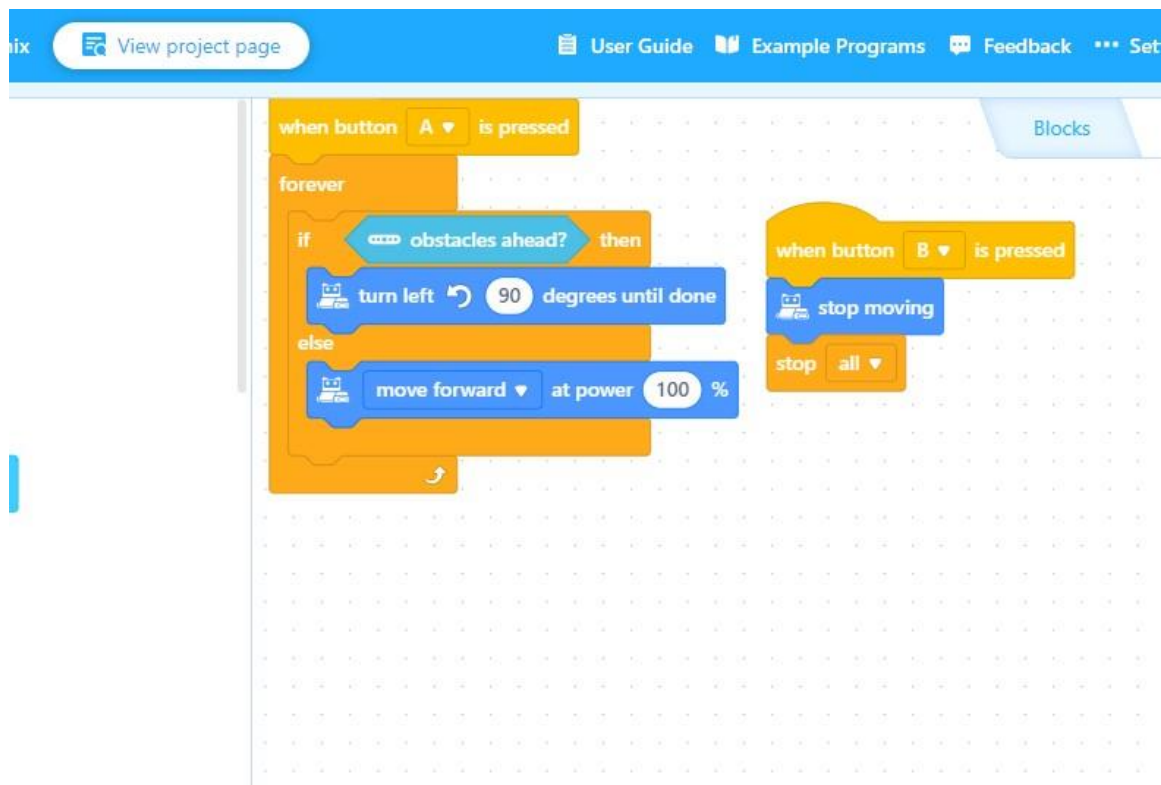 View project page
User Guide
Example Programs
Feedback
when button A is pressed
forever
if obstacles ahead? then
turn left 90 degrees until done
else
move forward at power 100 %
Blocks
when button B is pressed
stop moving
stop all